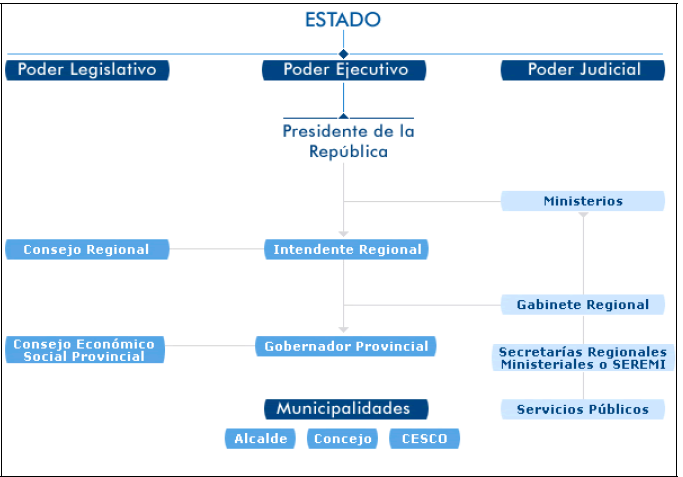 ESTADO
Poder Legislativo
Poder Ejecutivo
Poder Judicial
Presidente de la
República
Ministerios
Consejo Regional
Intendente Regional
Gabinete Regional
Consejo Económico
Social Provincial
Gobernador Provincial
Secretarías Regionales
Ministeriales o SEREMI
Municipalidades
Servicios Públicos
Alcalde
Concejo
CESCO